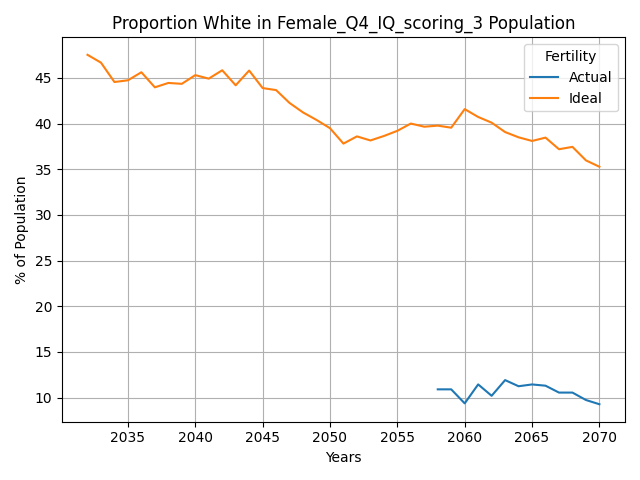 Proportion White in Female_Q4_IQ_scoring_3 Population
Fertility
Actual
Ideal
% of Population
45
40
35
30
25
20
15
10
2035 2040 2045 2050 2055 2060 2065 2070
Years